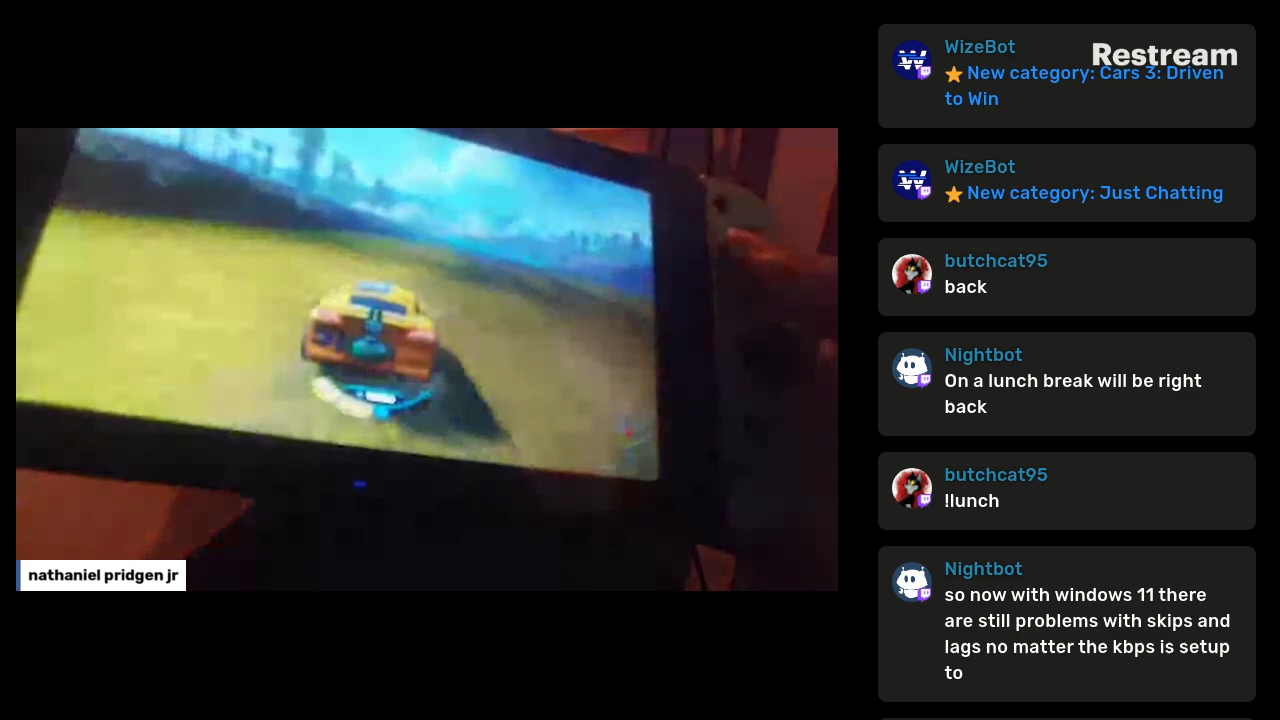 WizeBot
Restream
New category: Cars 3: Driven
to Win
WizeBot
New category: Just Chatting
butchcat95
back
Nightbot
On a lunch break will be right
back
butchcat95
!lunch
Nightbot
so now with windows 11 there
are still problems with skips and
lags no matter the kbps is setup
to
nathaniel pridgen jr